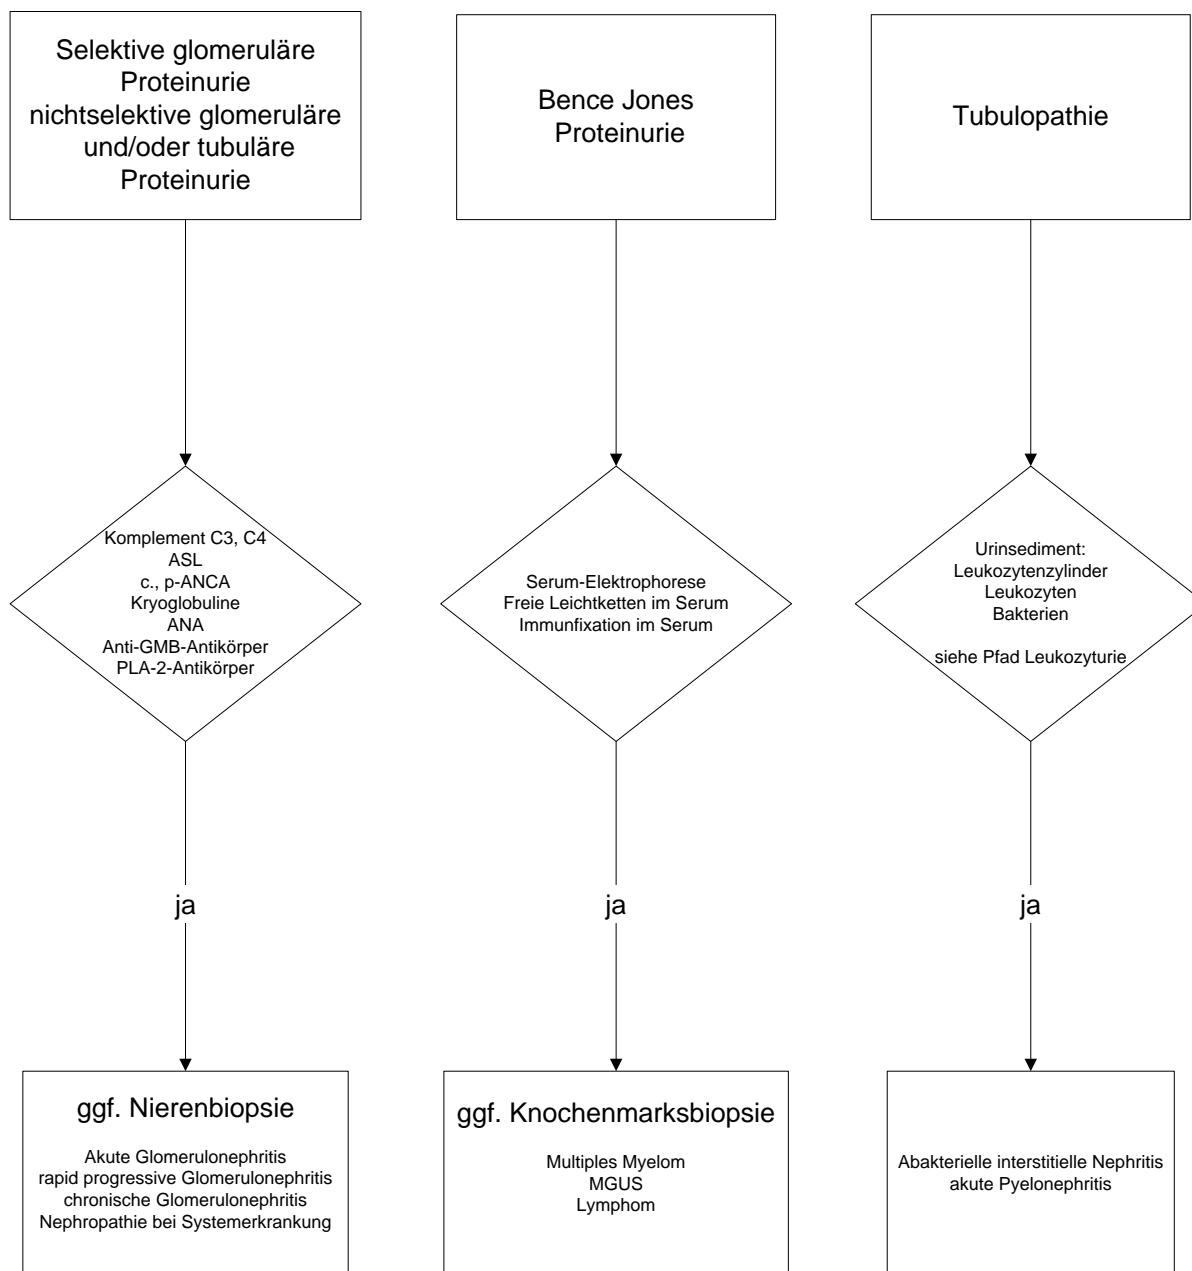 Selektive glomeruläre
Proteinurie
nichtselektive glomeruläre
und/oder tubuläre
Proteinurie
Bence Jones
Proteinurie
Tubulopathie
Komplement C3, C4
ASL
c., p-ANCA
Kryoglobuline
ANA
Anti-GMB-Antikörper
PLA-2-Antikörper
Serum-Elektrophorese
Freie Leichtketten im Serum
Immunfixation im Serum
Urinsediment:
Leukozytenzylinder
Leukozyten
Bakterien
siehe Pfad Leukozyturie
ja
ja
ja
ggf. Nierenbiopsie
Akute Glomerulonephritis
rapid progressive Glomerulonephritis
chronische Glomerulonephritis
Nephropathie bei Systemerkrankung
ggf. Knochenmarksbiopsie
Multiples Myelom
MGUS
Lymphom
Abakterielle interstitielle Nephritis
akute Pyelonephritis